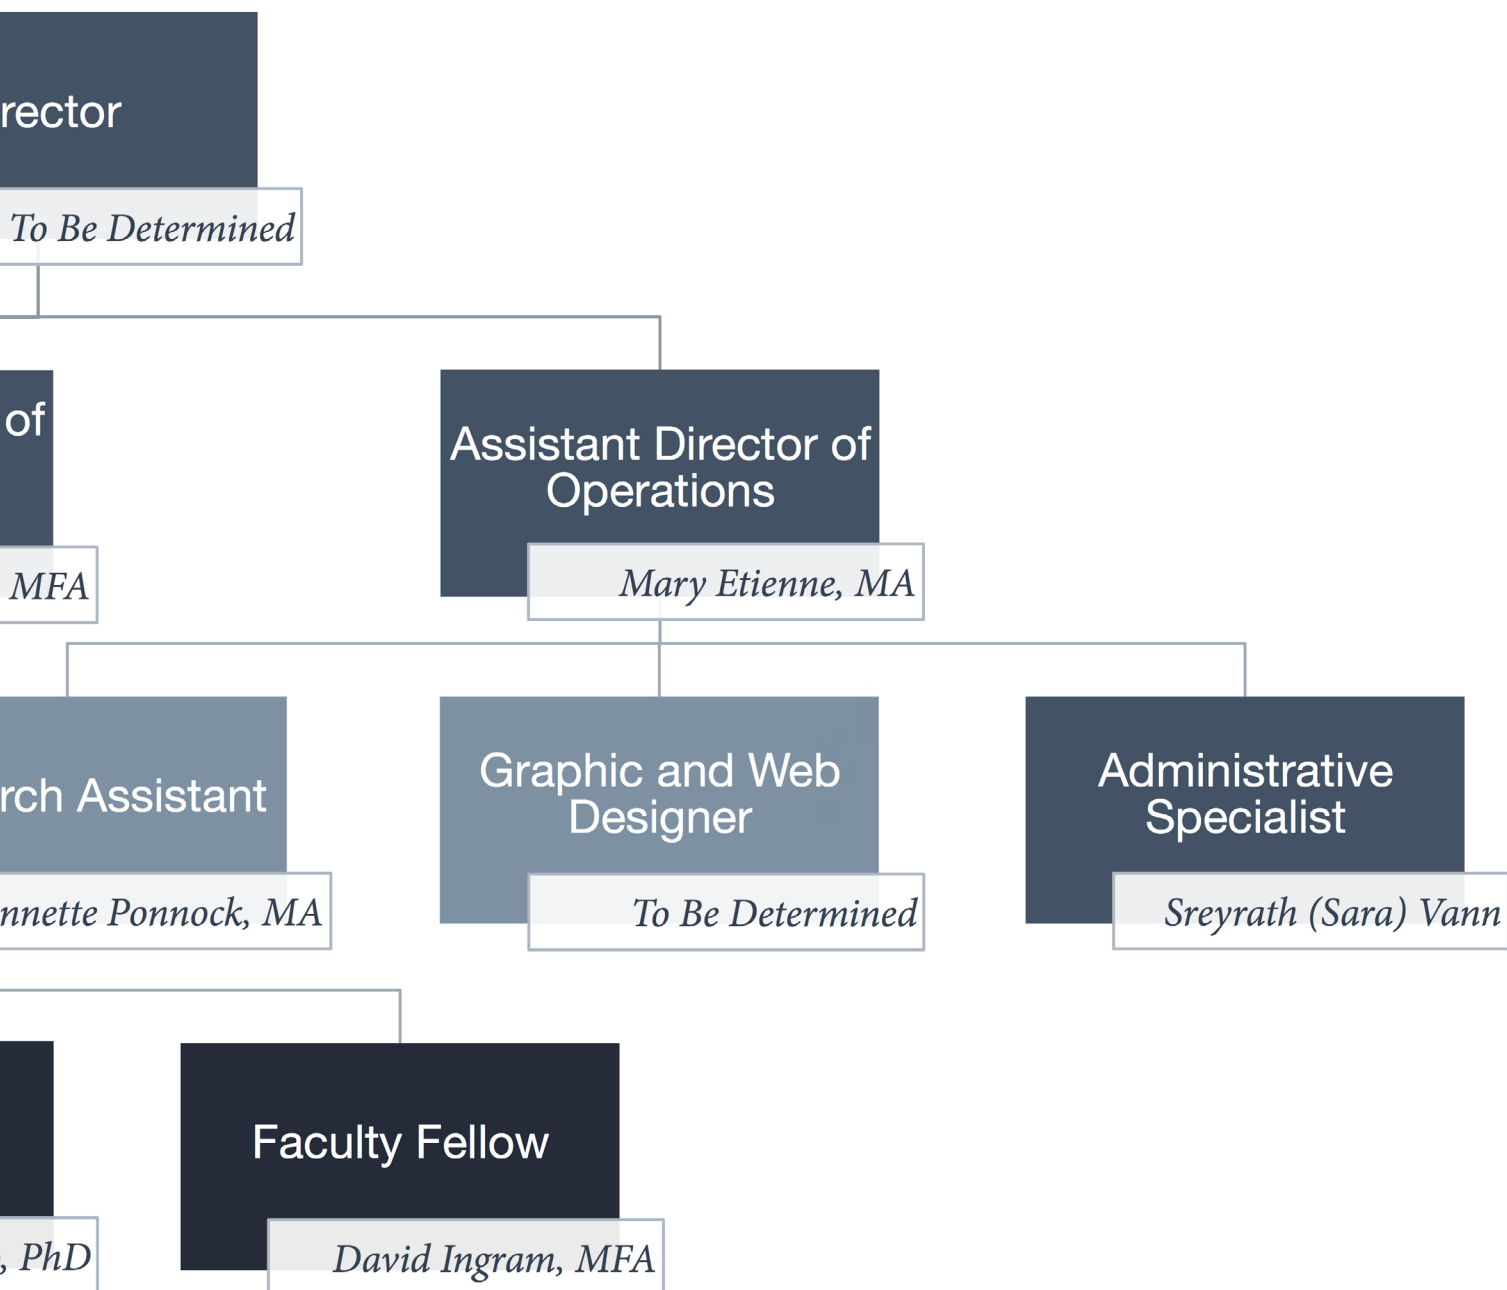 rector
To Be Determined
of
MFA
Assistant Director of
Operations
Mary Etienne, MA
rch Assistant
nnette Ponnock, MA
Graphic and Web
Designer
To Be Determined
Administrative
Specialist
Sreyrath (Sara) Vann
, PhD
Faculty Fellow
David Ingram, MFA